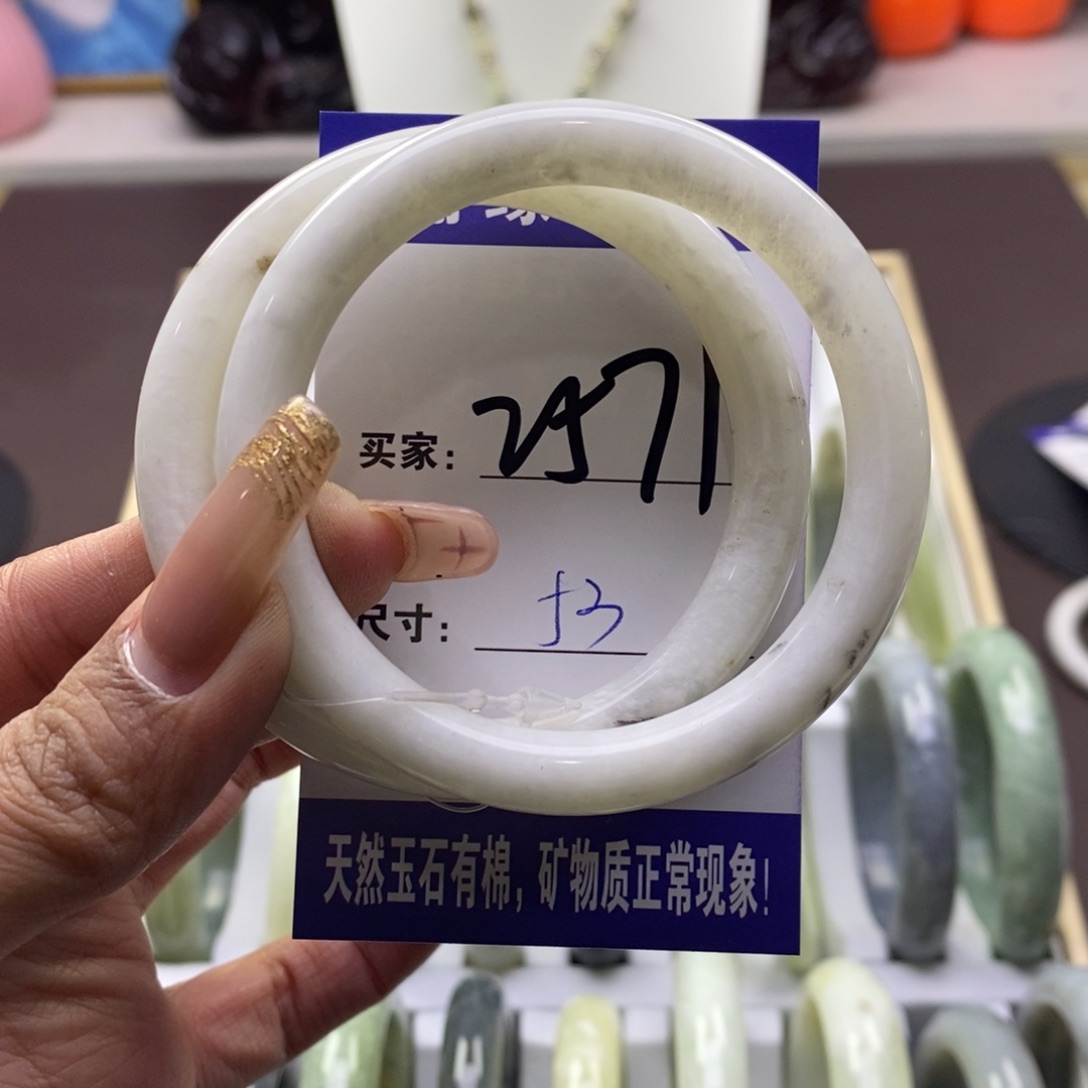 缘
买家: 2571
尺寸: 53
天然玉石有棉, 矿物质正常现象!